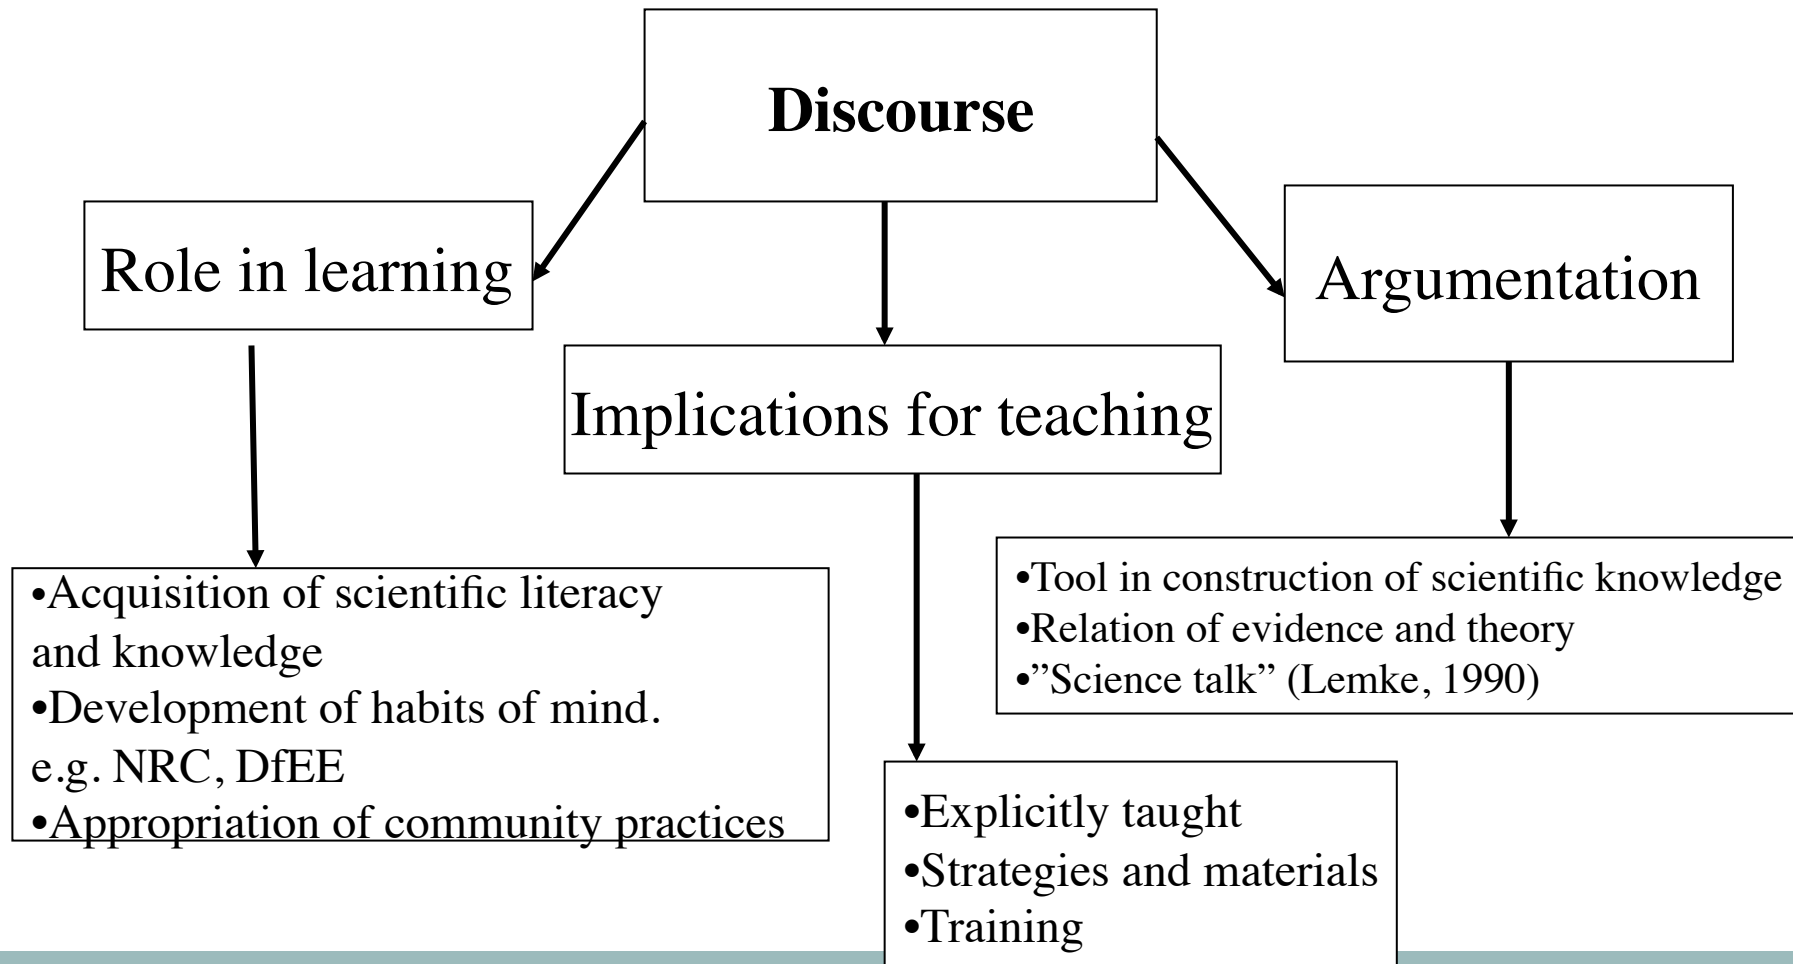 Discourse
Role in learning
Argumentation
Implications for teaching
•Acquisition of scientific literacy
and knowledge
•Development of habits of mind.
e.g. NRC, DfEE
•Appropriation of community practices
•Tool in construction of scientific knowledge
•Relation of evidence and theory
•”Science talk” (Lemke, 1990)
•Explicitly taught
•Strategies and materials
•Training